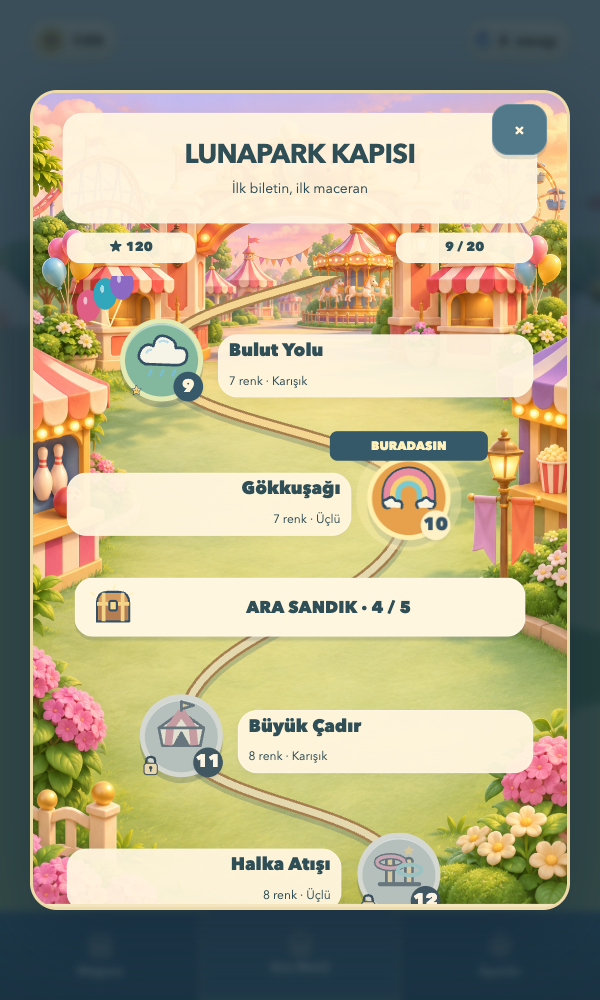 LUNAPARK KAPISI
×
İlk biletin, ilk maceran
★ 120
9 / 20
Bulut Yolu
9
7 renk · Karışık
BURADASIN
Gökkuşağı
10
7 renk · Üçlü
ARA SANDIK · 4 / 5
Büyük Çadır
11
8 renk · Karışık
Halka Atışı
12
8 renk · Üçlü